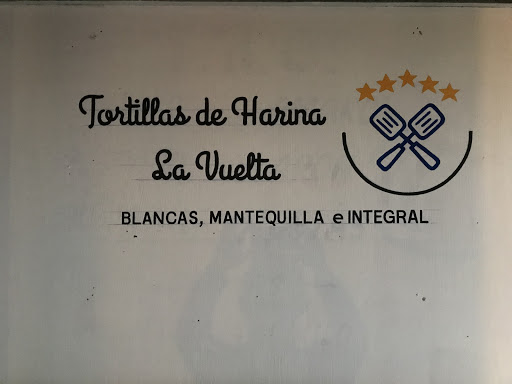 Tortillas de Harina
La Vuelta
BLANCAS, MANTEQUILLA e INTEGRAL